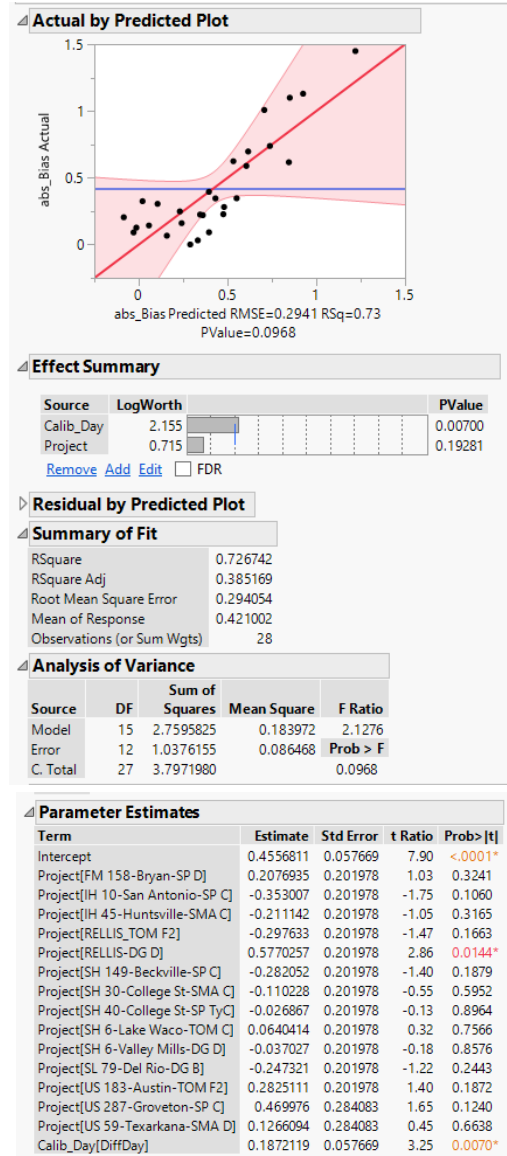 Actual by Predicted Plot
1.5
1
0.5
0
abs_Bias Actual
0 0.5 1 1.5
abs_Bias Predicted RMSE=0.2941 RSq=0.73
PValue=0.0968
Effect Summary
Source LogWorth PValue
Calib_Day 2.155 0.00700
Project 0.715 0.19281
Remove Add Edit FDR
Residual by Predicted Plot
Summary of Fit
RSquare 0.726742
RSquare Adj 0.385169
Root Mean Square Error 0.294054
Mean of Response 0.421002
Observations (or Sum Wgts) 28
Analysis of Variance
Sum of
Source DF Squares Mean Square F Ratio
Model 15 2.7595825 0.183972 2.1276
Error 12 1.0376155 0.086468 Prob > F
C. Total 27 3.7971980 0.0968
Parameter Estimates
Term Estimate Std Error t Ratio Prob>|t|
Intercept 0.4556811 0.057669 7.90 <.0001*
Project[FM 158-Bryan-SP D] 0.2076935 0.201978 1.03 0.3241
Project[IH 10-San Antonio-SP C] -0.353007 0.201978 -1.75 0.1060
Project[IH 45-Huntsville-SMA C] -0.211142 0.201978 -1.05 0.3165
Project[RELLIS_TOM F2] -0.297633 0.201978 -1.47 0.1663
Project[RELLIS-DG D] 0.5770257 0.201978 2.86 0.0144*
Project[SH 149-Beckville-SP C] -0.282052 0.201978 -1.40 0.1879
Project[SH 30-College St-SMA C] -0.110228 0.201978 -0.55 0.5952
Project[SH 40-College St-SP TyC] -0.026867 0.201978 -0.13 0.8964
Project[SH 6-Lake Waco-TOM C] 0.0640414 0.201978 0.32 0.7566
Project[SH 6-Valley Mills-DG D] -0.037027 0.201978 -0.18 0.8576
Project[SL 79-Del Rio-DG B] -0.247321 0.201978 -1.22 0.2443
Project[US 183-Austin-TOM F2] 0.2825111 0.201978 1.40 0.1872
Project[US 287-Groveton-SP C] 0.469976 0.284083 1.65 0.1240
Project[US 59-Texarkana-SMA D] 0.1266094 0.284083 0.45 0.6638
Calib_Day[DiffDay] 0.1872119 0.057669 3.25 0.0070*